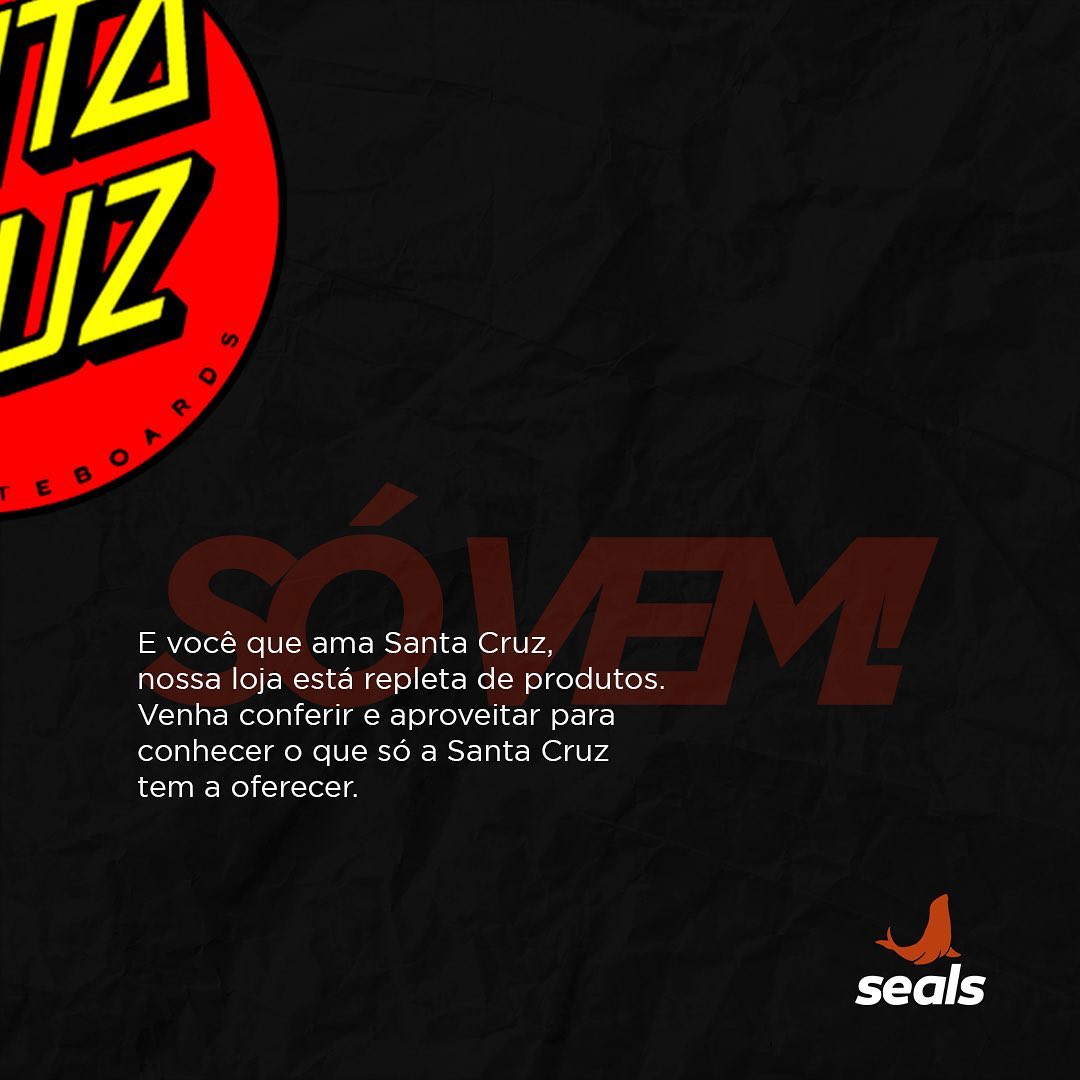 TA
UZ
TEBOARDS
SÓ VEM!
E você que ama Santa Cruz,
nossa loja está repleta de produtos.
Venha conferir e aproveitar para
conhecer o que só a Santa Cruz
tem a oferecer.
seals